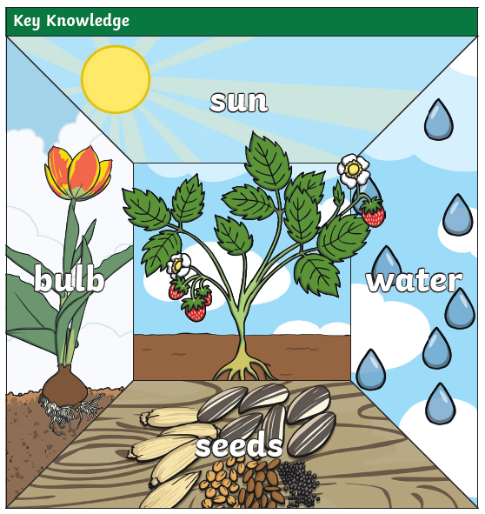 Key Knowledge
sun
bulb
water
seeds